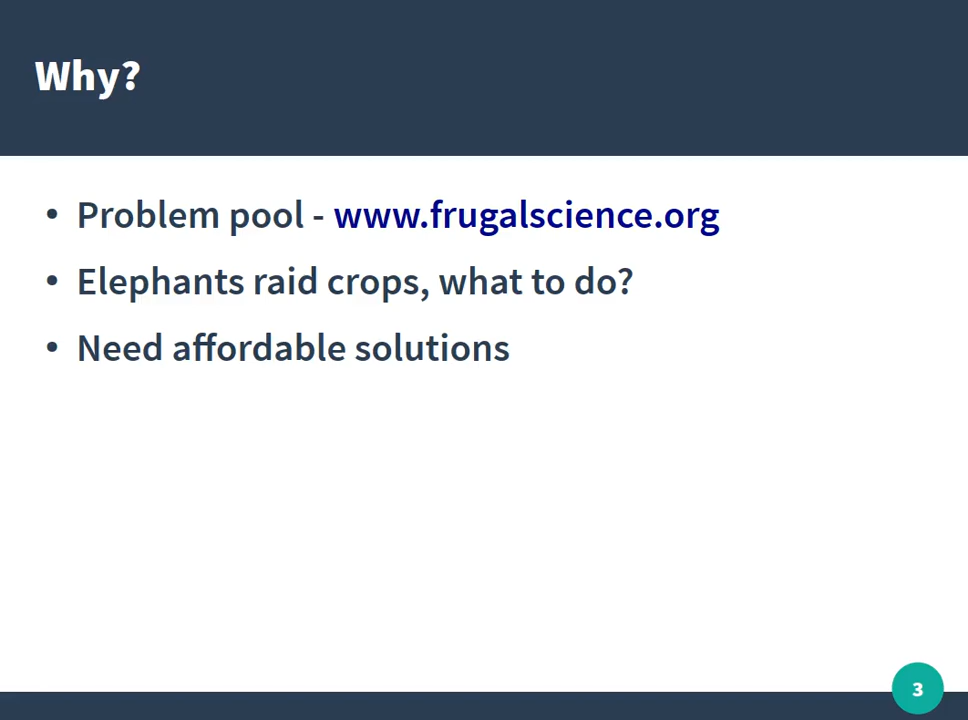 Why?
• Problem pool - www.frugalscience.org
• Elephants raid crops, what to do?
• Need affordable solutions
3